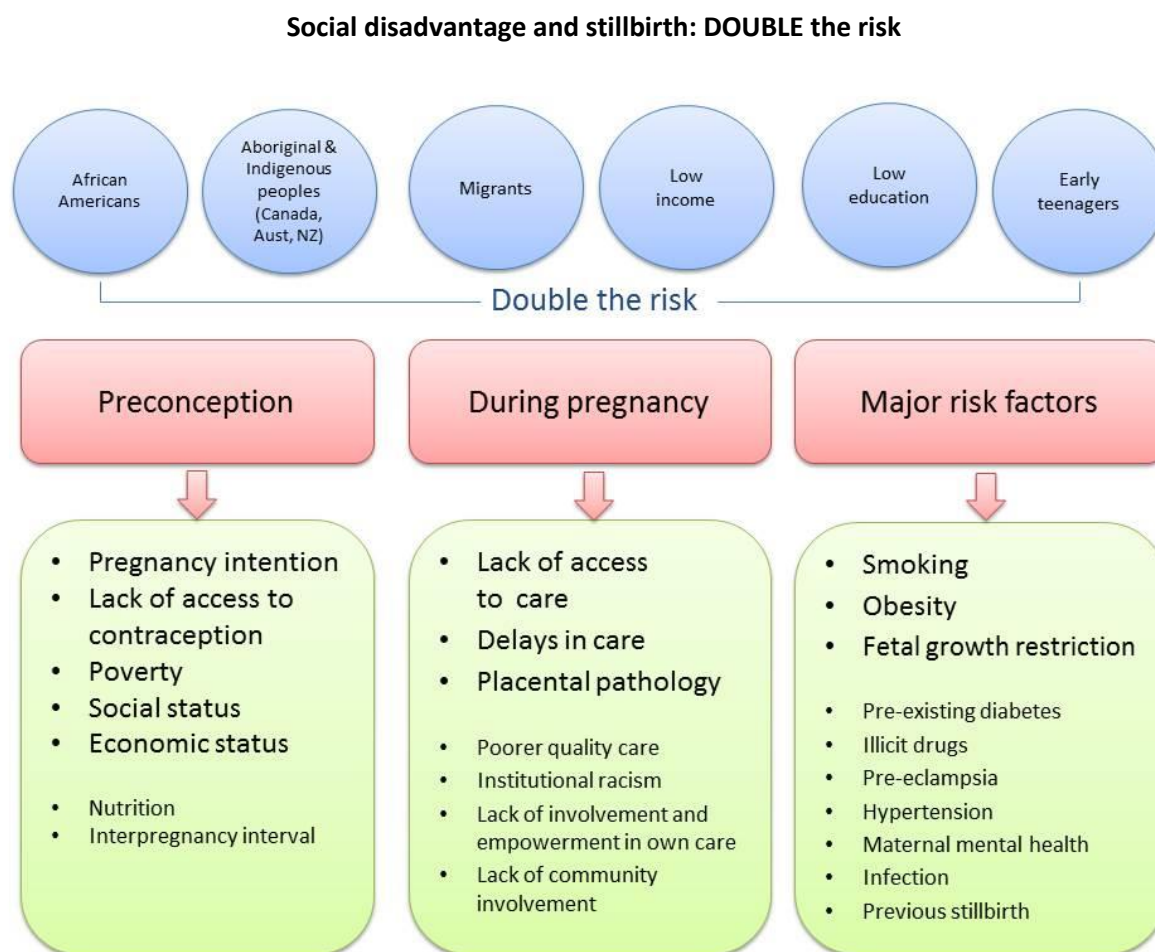 Social disadvantage and stillbirth: DOUBLE the risk
African
Americans
Aboriginal &
Indigenous
peoples
(Canada,
Aust, NZ)
Migrants
Low
income
Low
education
Early
teenagers
Double the risk
Preconception
• Pregnancy intention
• Lack of access to
contraception
• Poverty
• Social status
• Economic status
• Nutrition
• Interpregnancy interval
During pregnancy
• Lack of access
to care
• Delays in care
• Placental pathology
• Poorer quality care
• Institutional racism
• Lack of involvement and
empowerment in own care
• Lack of community
involvement
Major risk factors
• Smoking
• Obesity
• Fetal growth restriction
• Pre-existing diabetes
• Illicit drugs
• Pre-eclampsia
• Hypertension
• Maternal mental health
• Infection
• Previous stillbirth